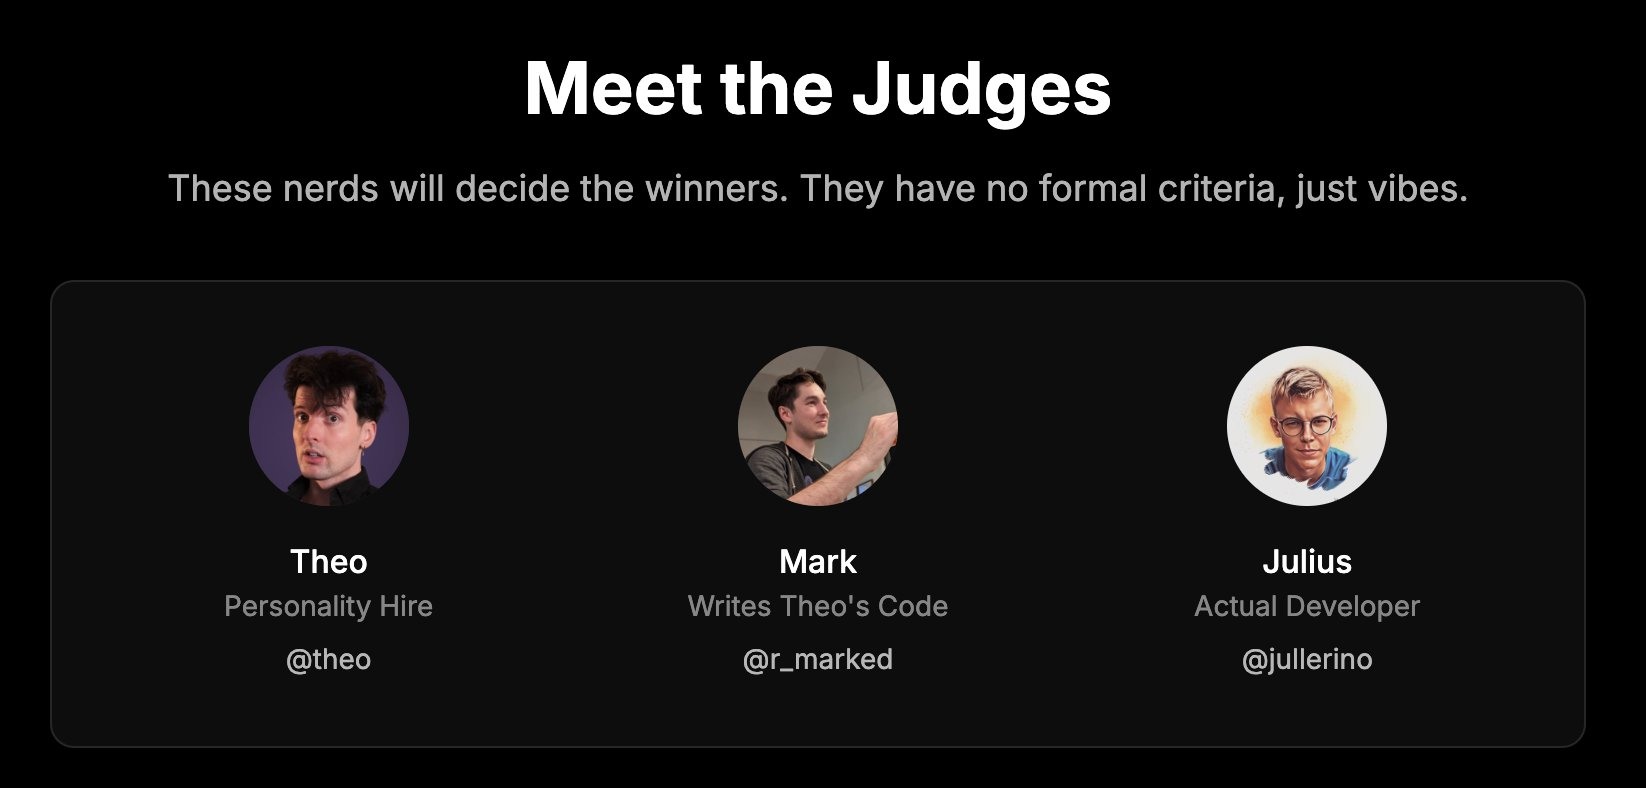 Meet the Judges
These nerds will decide the winners. They have no formal criteria, just vibes.
Theo
Personality Hire
@theo
Mark
Writes Theo's Code
@r_marked
Julius
Actual Developer
@jullerino